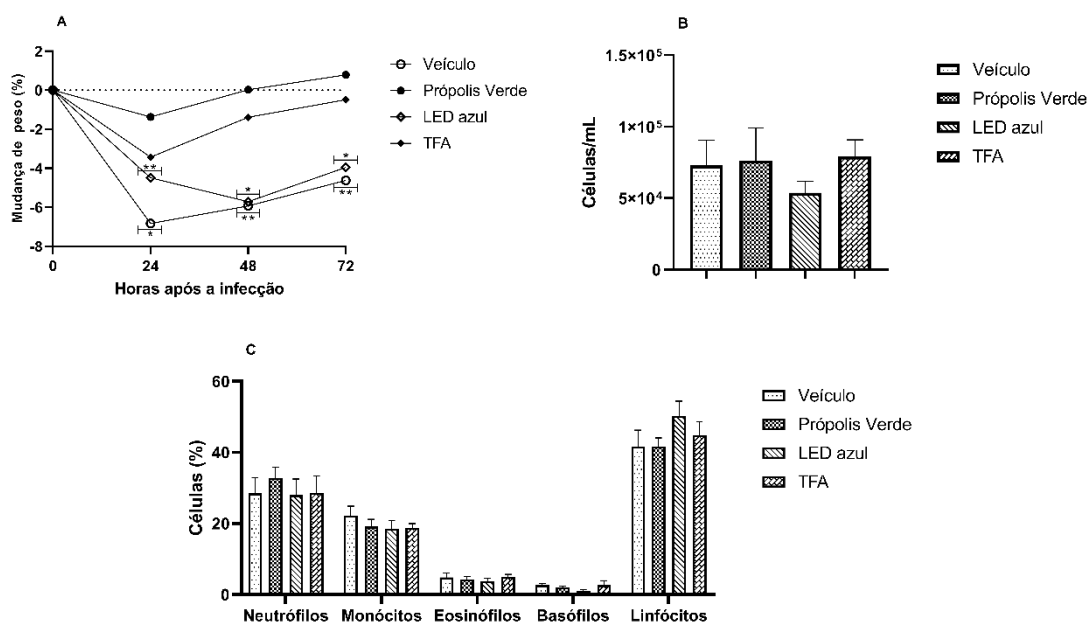 A
Mudança de peso (%)
2
0
-2
-4
-6
-8
**
*
*
**
*
**
0 24 48 72
Horas após a infecção
Veículo
Própolis Verde
LED azul
TFA
B
Células/mL
1.5×10⁵
1×10⁵
5×10⁴
0
Veículo
Própolis Verde
LED azul
TFA
C
Células (%)
60
40
20
0
Neutrófilos Monócitos Eosinófilos Basófilos Linfócitos
Veículo
Própolis Verde
LED azul
TFA